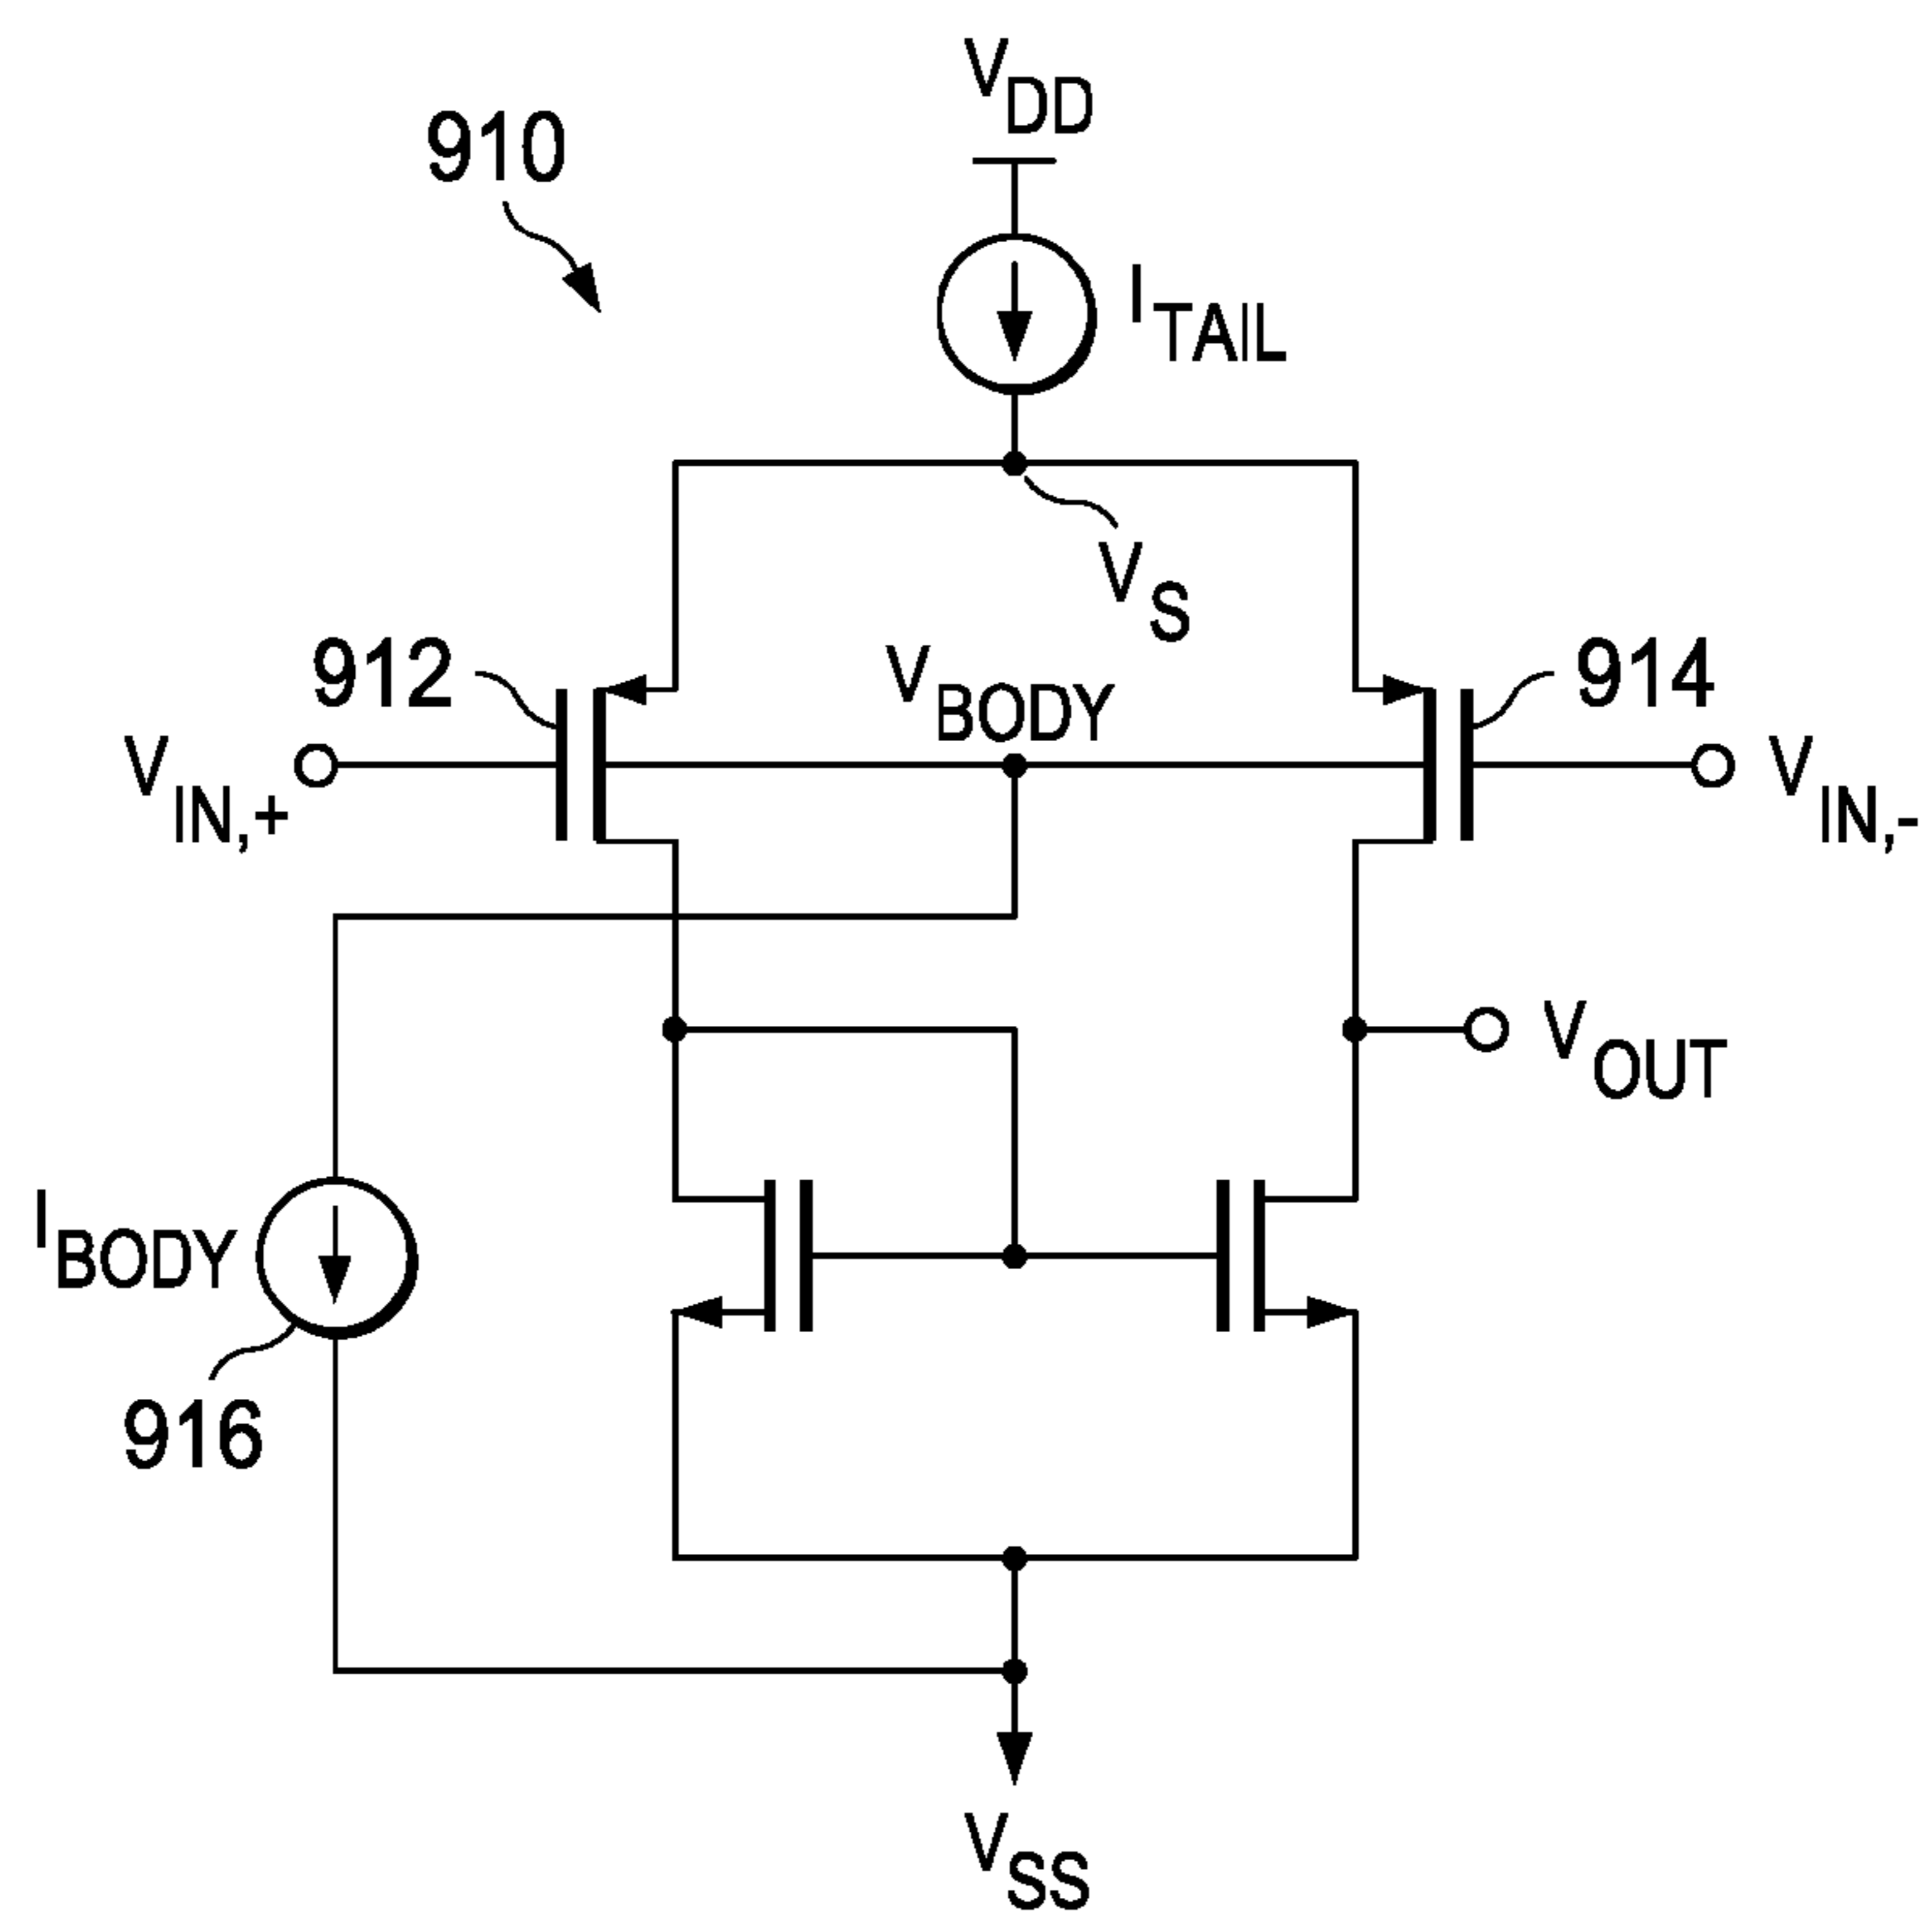 VDD
910
ITAIL
VS
912
VBODY
914
VIN,+
VIN,-
VOUT
IBODY
916
VSS